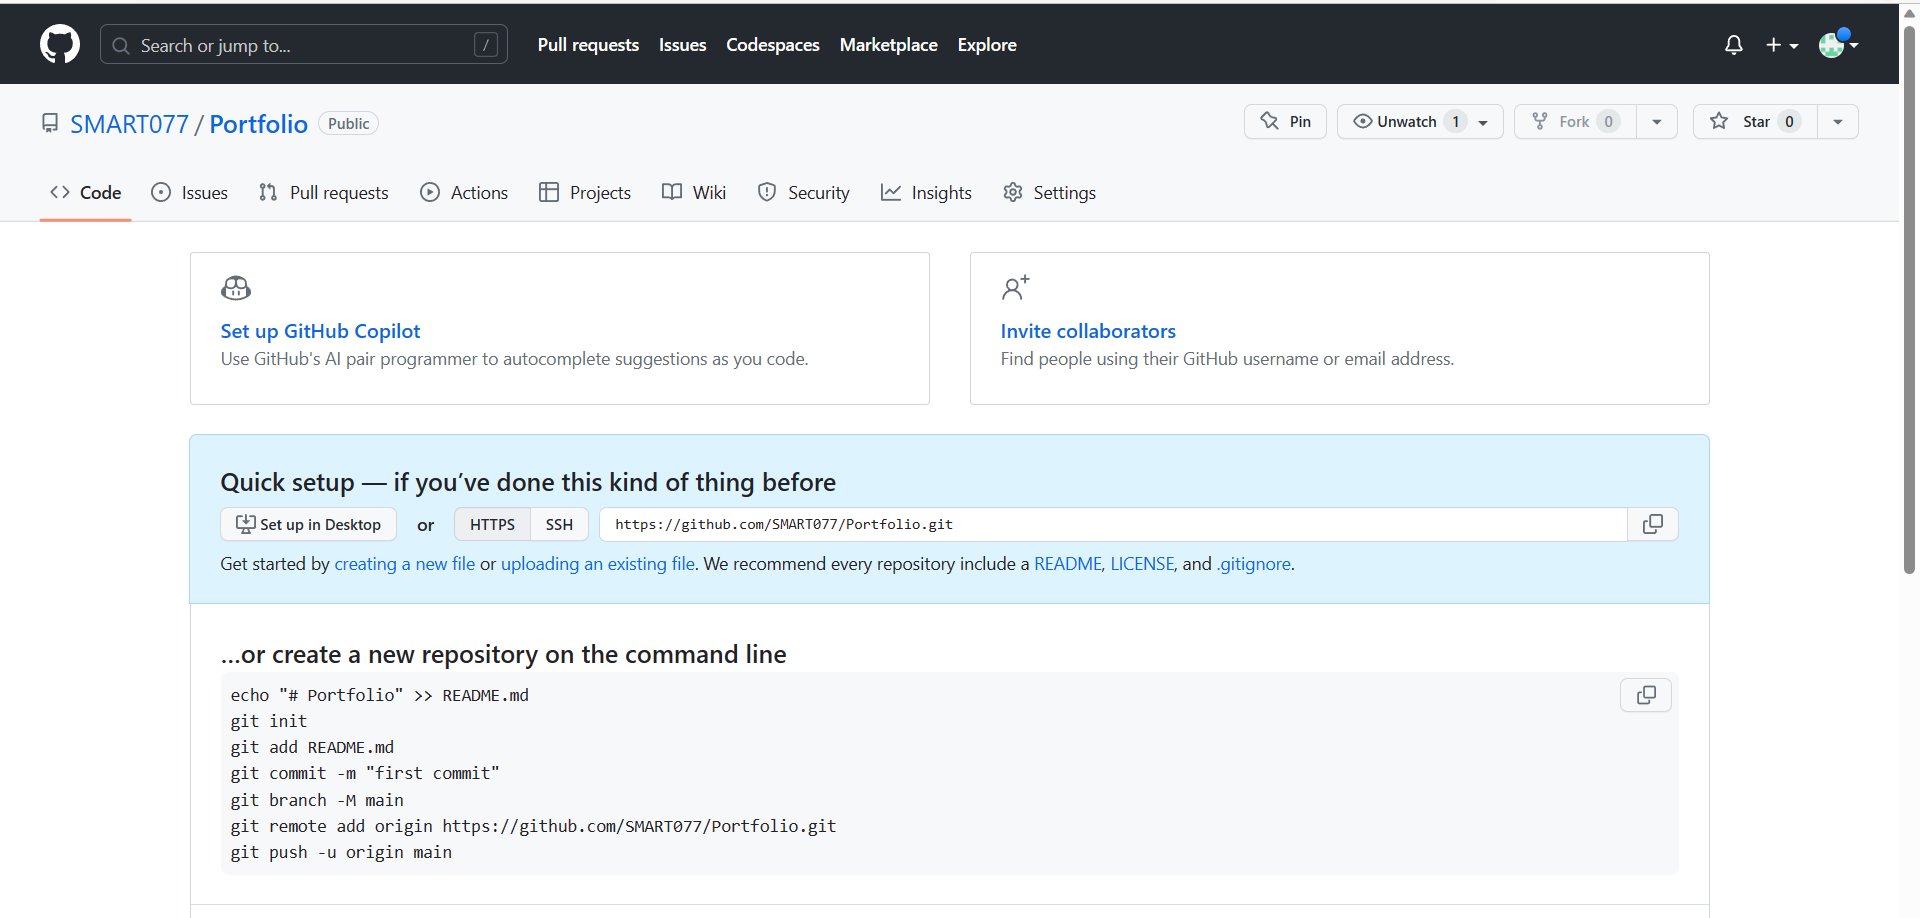 Search or jump to... /
Pull requests Issues Codespaces Marketplace Explore
SMART077 / Portfolio Public
Pin Unwatch 1 Fork 0 Star 0
Code Issues Pull requests Actions Projects Wiki Security Insights Settings
Set up GitHub Copilot
Use GitHub's AI pair programmer to autocomplete suggestions as you code.
Invite collaborators
Find people using their GitHub username or email address.
Quick setup — if you’ve done this kind of thing before
Set up in Desktop or HTTPS SSH https://github.com/SMART077/Portfolio.git
Get started by creating a new file or uploading an existing file. We recommend every repository include a README, LICENSE, and .gitignore.
…or create a new repository on the command line
echo "# Portfolio" >> README.md
git init
git add README.md
git commit -m "first commit"
git branch -M main
git remote add origin https://github.com/SMART077/Portfolio.git
git push -u origin main